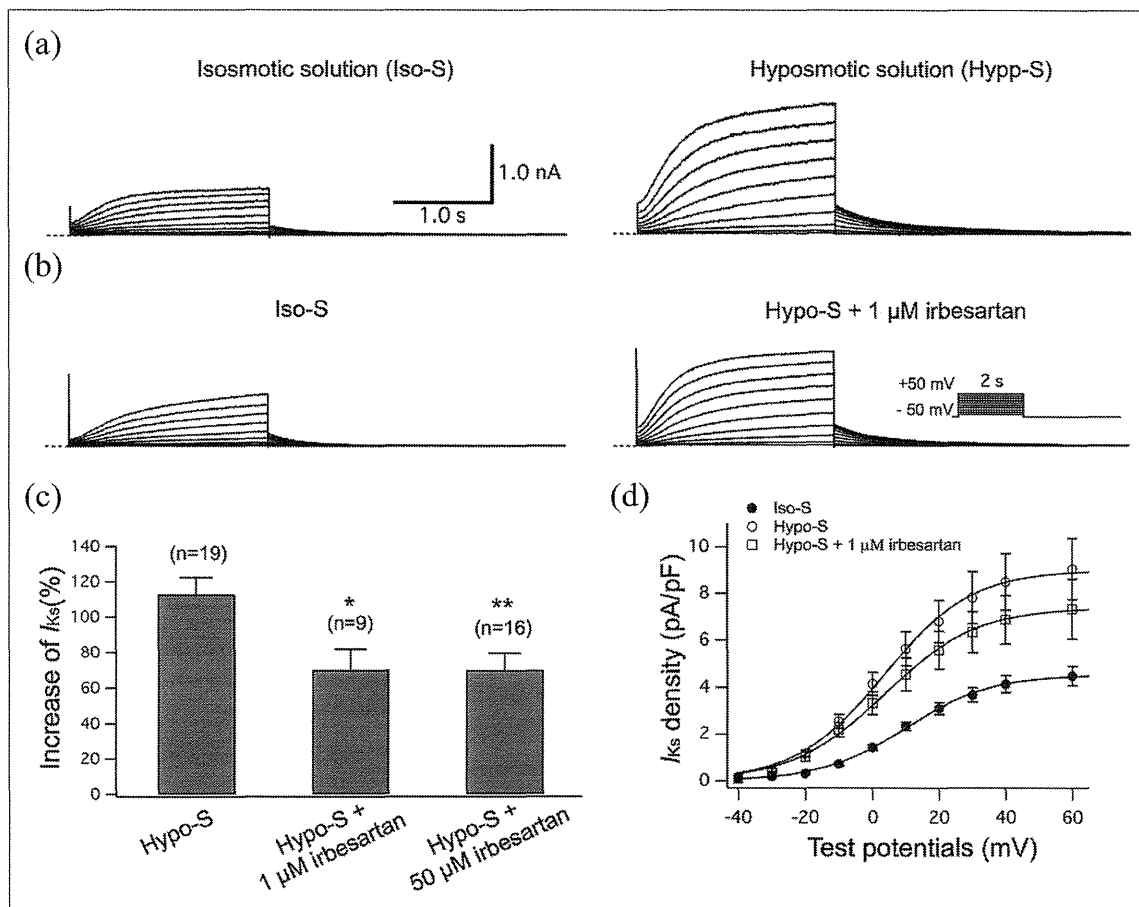 (a)
Isosmotic solution (Iso-S)
Hyposmotic solution (Hypp-S)
1.0 nA
1.0 s
(b)
Iso-S
Hypo-S + 1 µM irbesartan
+50 mV
2 s
- 50 mV
(c)
Increase of IKs(%)
140
120
100
80
60
40
20
0
(n=19)
*
(n=9)
**
(n=16)
Hypo-S
Hypo-S +
1 µM irbesartan
Hypo-S +
50 µM irbesartan
(d)
Iso-S
Hypo-S
Hypo-S + 1 µM irbesartan
IKs density (pA/pF)
10
8
6
4
2
0
-40
-20
0
20
40
60
Test potentials (mV)